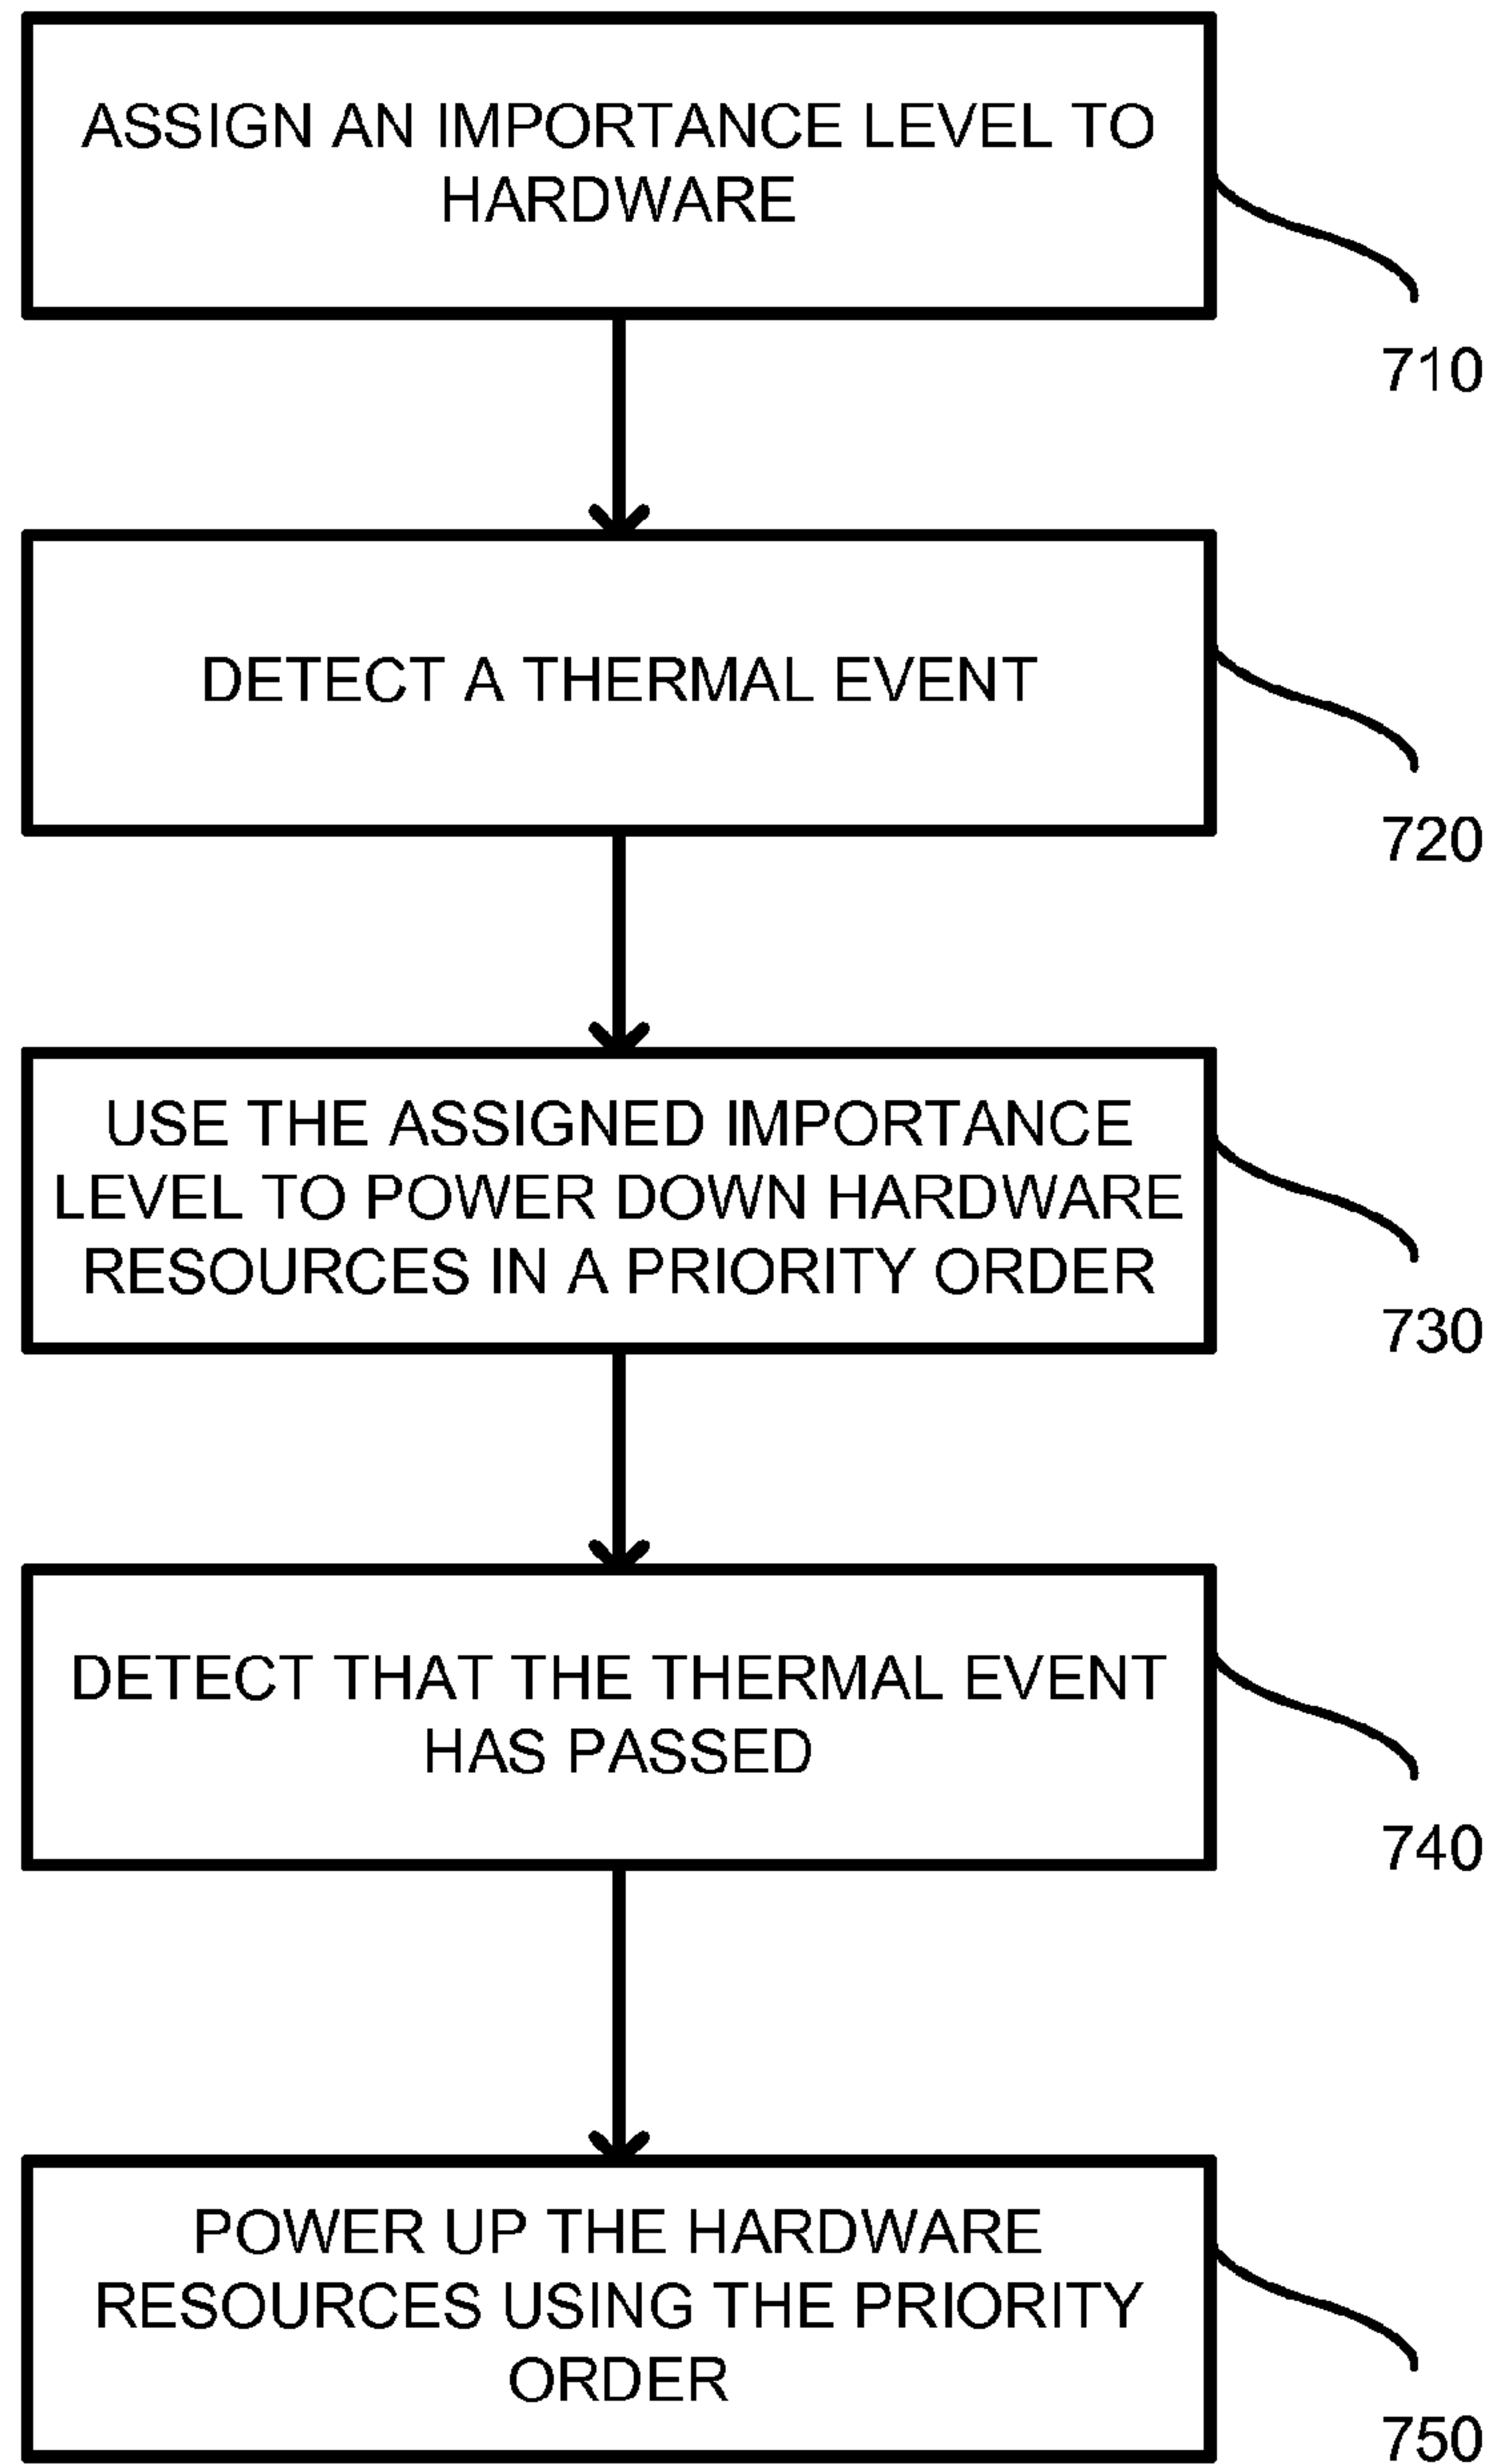 ASSIGN AN IMPORTANCE LEVEL TO
HARDWARE
710
DETECT A THERMAL EVENT
720
USE THE ASSIGNED IMPORTANCE
LEVEL TO POWER DOWN HARDWARE
RESOURCES IN A PRIORITY ORDER
730
DETECT THAT THE THERMAL EVENT
HAS PASSED
740
POWER UP THE HARDWARE
RESOURCES USING THE PRIORITY
ORDER
750